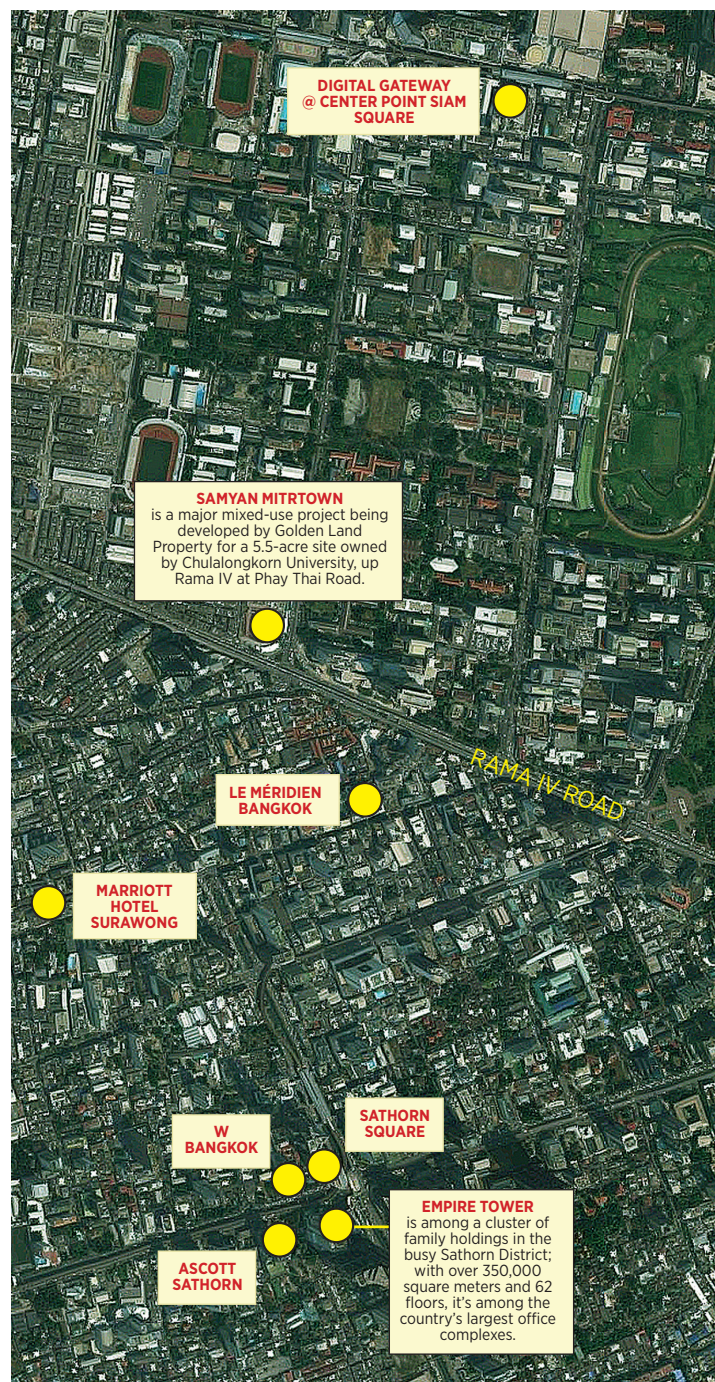 DIGITAL GATEWAY
@ CENTER POINT SIAM
SQUARE
SAMYAN MITRTOWN
is a major mixed-use project being
developed by Golden Land
Property for a 5.5-acre site owned
by Chulalongkorn University, up
Rama IV at Phay Thai Road.
RAMA IV ROAD
LE MÉRIDIEN
BANGKOK
MARRIOTT
HOTEL
SURAWONG
SATHORN
SQUARE
W
BANGKOK
EMPIRE TOWER
is among a cluster of
family holdings in the
busy Sathorn District;
with over 350,000
square meters and 62
floors, it’s among the
country’s largest office
complexes.
ASCOTT
SATHORN